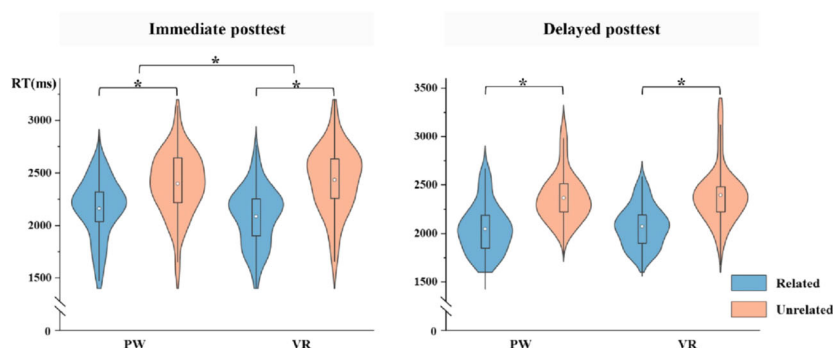 Immediate posttest
Delayed posttest
RT(ms)
*
*
*
3000
2500
2000
1500
0
PW
VR
*
*
3500
3000
2500
2000
1500
0
PW
VR
Related
Unrelated